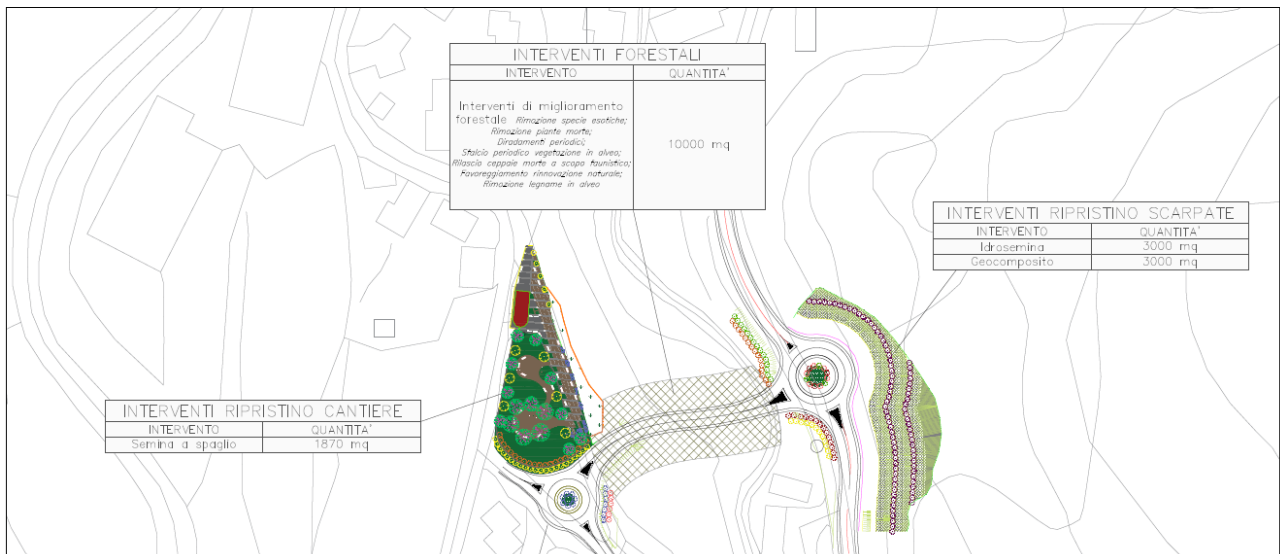 INTERVENTI FORESTALI
INTERVENTO QUANTITA'
Interventi di miglioramento
forestale Rimozione specie esotiche;
Rimozione piante morte;
Diradamenti periodici;
Sfalcio periodico vegetazione in alveo;
Rilascio ceppaie morte a scopo faunistico;
Favoreggiamento rinnovazione naturale;
Rimozione legname in alveo
10000 mq
INTERVENTI RIPRISTINO SCARPATE
INTERVENTO QUANTITA'
Idrosemina 3000 mq
Geocomposito 3000 mq
INTERVENTI RIPRISTINO CANTIERE
INTERVENTO QUANTITA'
Semina a spaglio 1870 mq